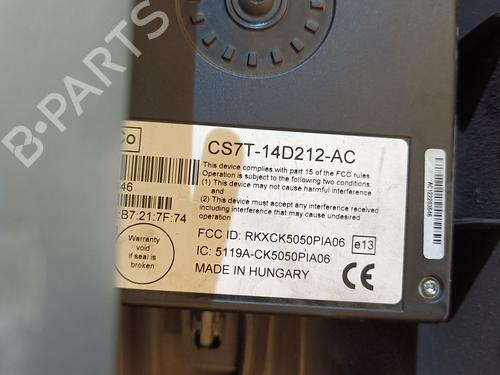 B-PARTS
Co
CS7T-14D212-AC
This device complies with part 15 of the FCC rules.
Operation is subject to the following two conditions.
(1) This device may not cause harmful interference
and
(2) This device must accept any interference received,
including interference that may cause undesired
operation
46
B7:21:7F:74
Warranty
void
if seal is
broken
FCC ID: RKXCK5050PIA06
e13
IC: 5119A-CK5050PIA06
CE
MADE IN HUNGARY
AC12228346